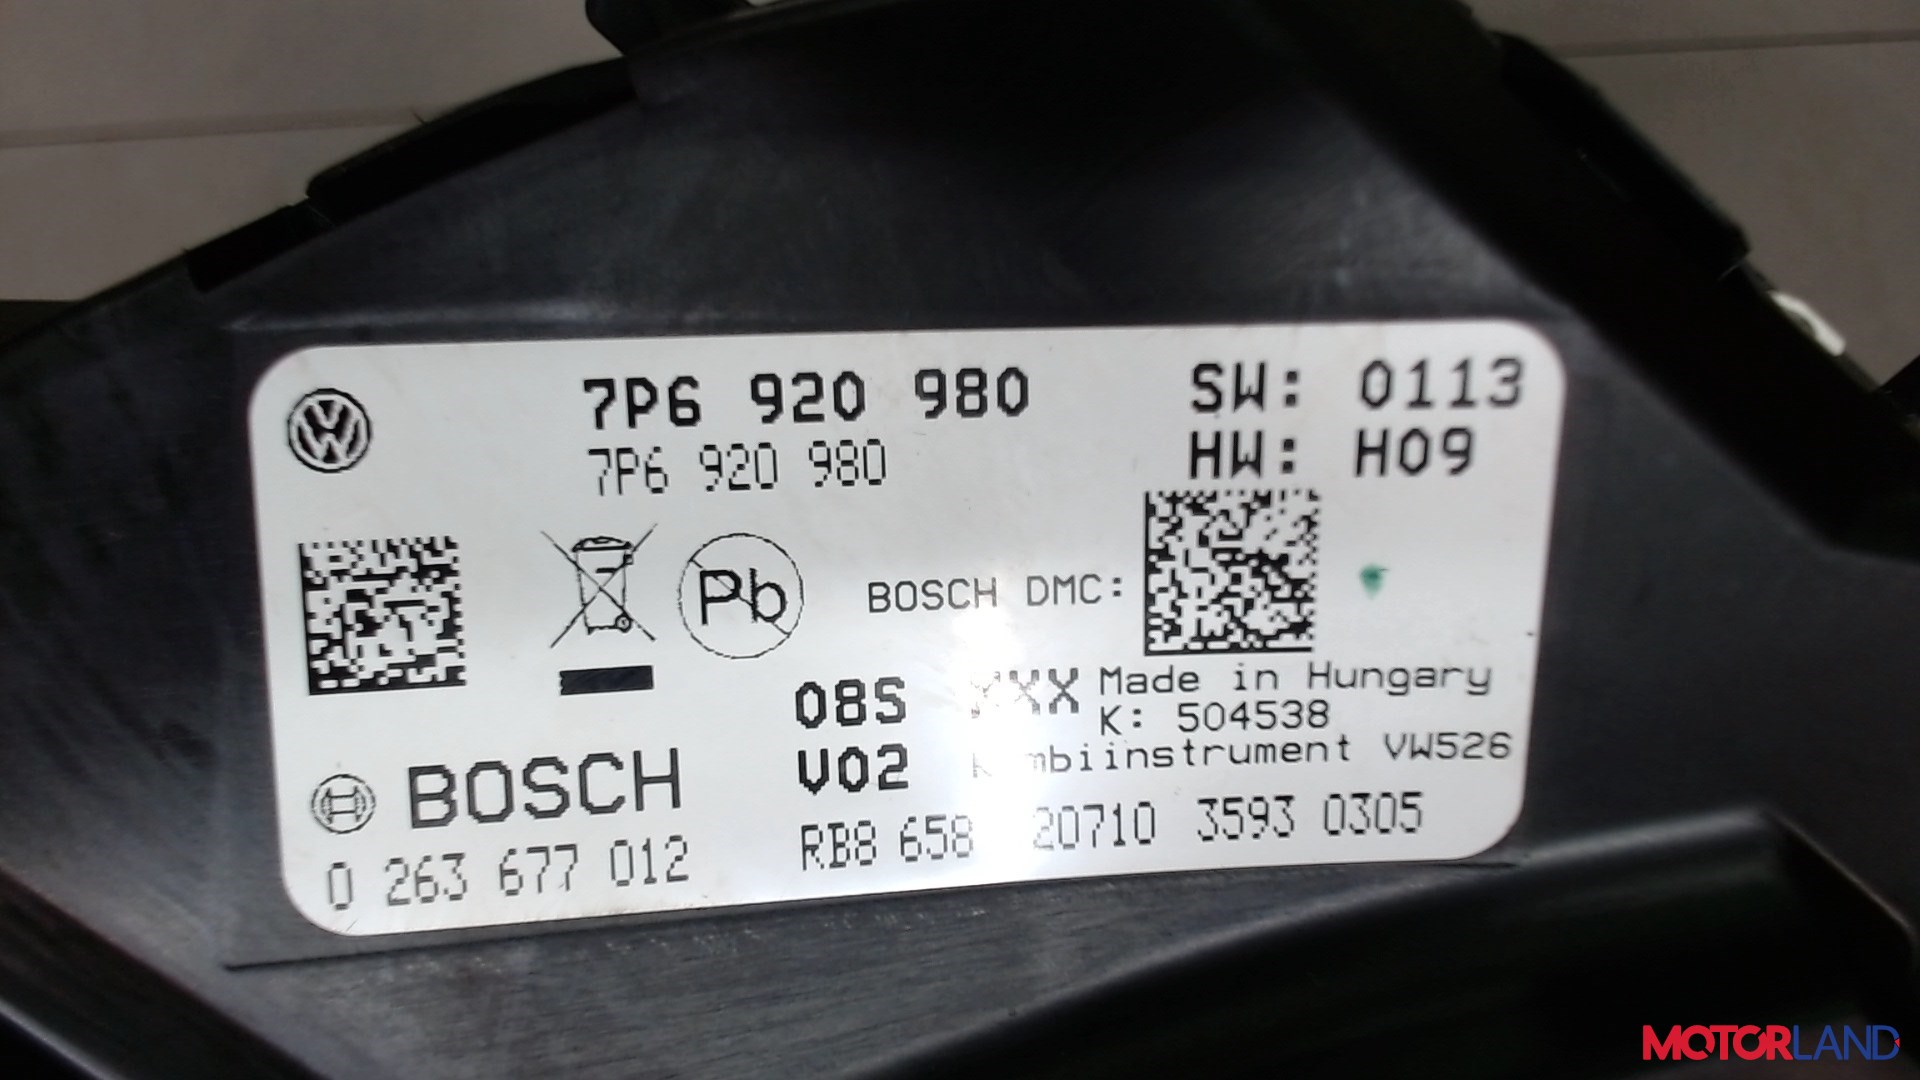 7P6 920 980
7P6 920 980
SW: 0113
HW: H09
Pb
BOSCH DMC:
08S XXX
V02
Made in Hungary
K: 504538
Kombiinstrument VW526
BOSCH
0 263 677 012
RB8 658 20710 3593 0305
MOTORLAND